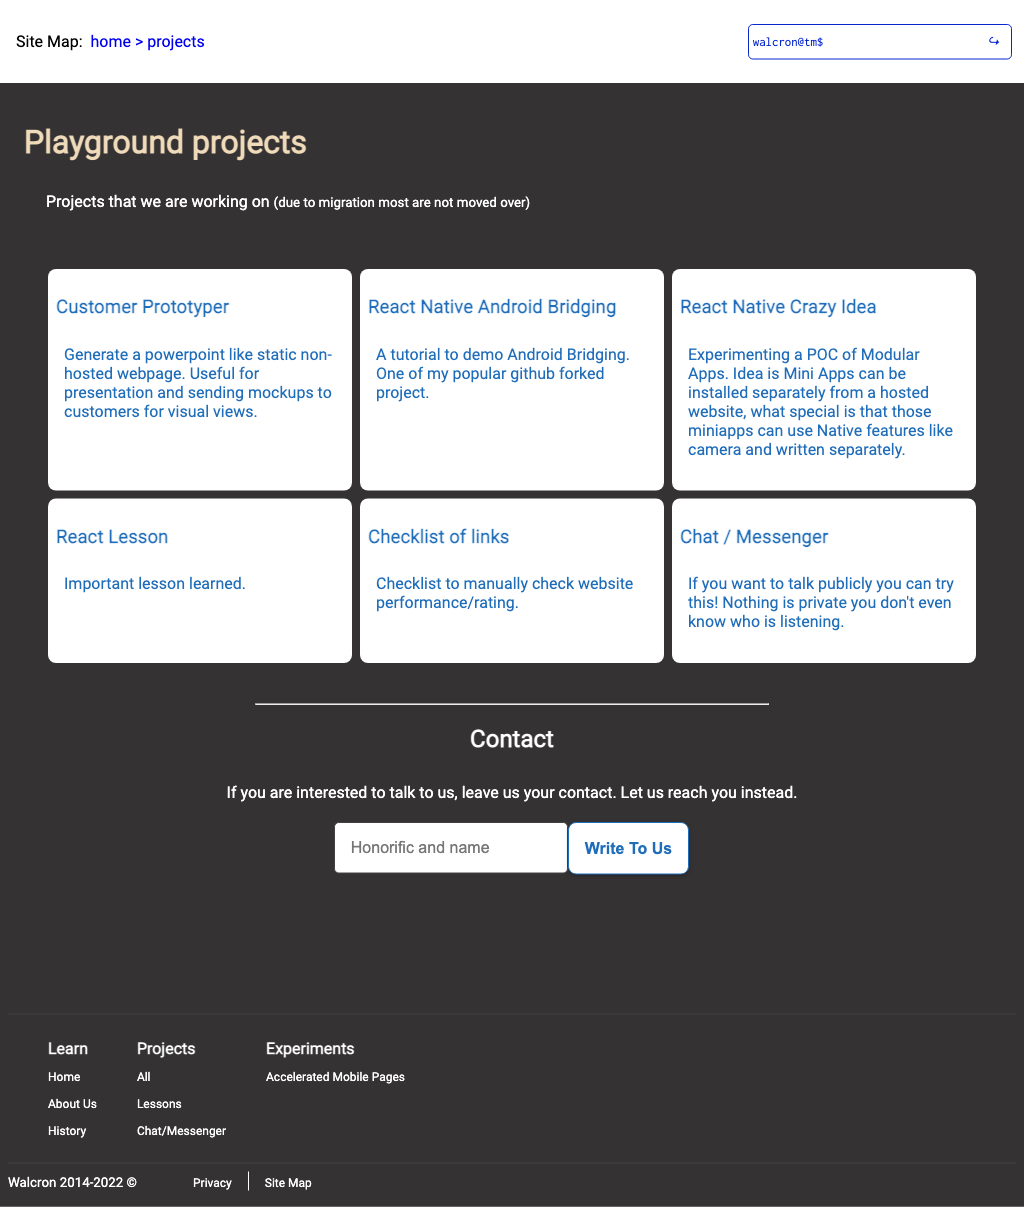 Site Map: home > projects
walcron@tm$
Playground projects
Projects that we are working on (due to migration most are not moved over)
Customer Prototyper
Generate a powerpoint like static non-
hosted webpage. Useful for
presentation and sending mockups to
customers for visual views.
React Native Android Bridging
A tutorial to demo Android Bridging.
One of my popular github forked
project.
React Native Crazy Idea
Experimenting a POC of Modular
Apps. Idea is Mini Apps can be
installed separately from a hosted
website, what special is that those
miniapps can use Native features like
camera and written separately.
React Lesson
Important lesson learned.
Checklist of links
Checklist to manually check website
performance/rating.
Chat / Messenger
If you want to talk publicly you can try
this! Nothing is private you don't even
know who is listening.
Contact
If you are interested to talk to us, leave us your contact. Let us reach you instead.
Honorific and name
Write To Us
Learn
Home
About Us
History
Projects
All
Lessons
Chat/Messenger
Experiments
Accelerated Mobile Pages
Walcron 2014-2022 ©
Privacy
Site Map